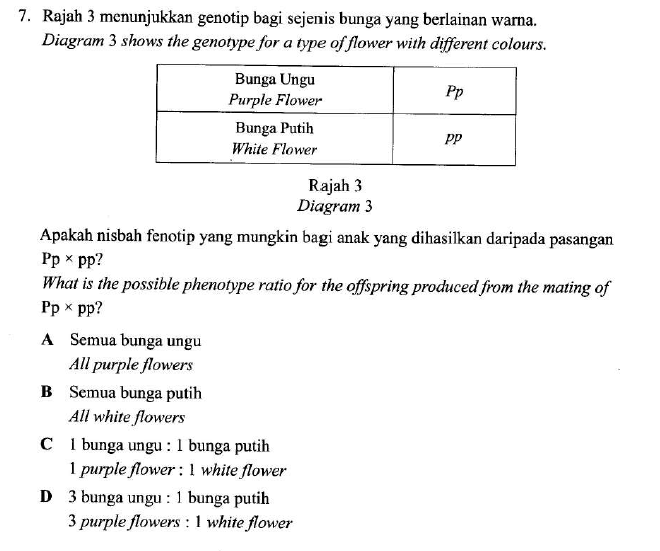 7. Rajah 3 menunjukkan genotip bagi sejenis bunga yang berlainan warna.
Diagram 3 shows the genotype for a type of flower with different colours.
Bunga Ungu
Purple Flower
Pp
Bunga Putih
White Flower
pp
Rajah 3
Diagram 3
Apakah nisbah fenotip yang mungkin bagi anak yang dihasilkan daripada pasangan
Pp × pp?
What is the possible phenotype ratio for the offspring produced from the mating of
Pp × pp?
A Semua bunga ungu
All purple flowers
B Semua bunga putih
All white flowers
C 1 bunga ungu : 1 bunga putih
1 purple flower : 1 white flower
D 3 bunga ungu : 1 bunga putih
3 purple flowers : 1 white flower